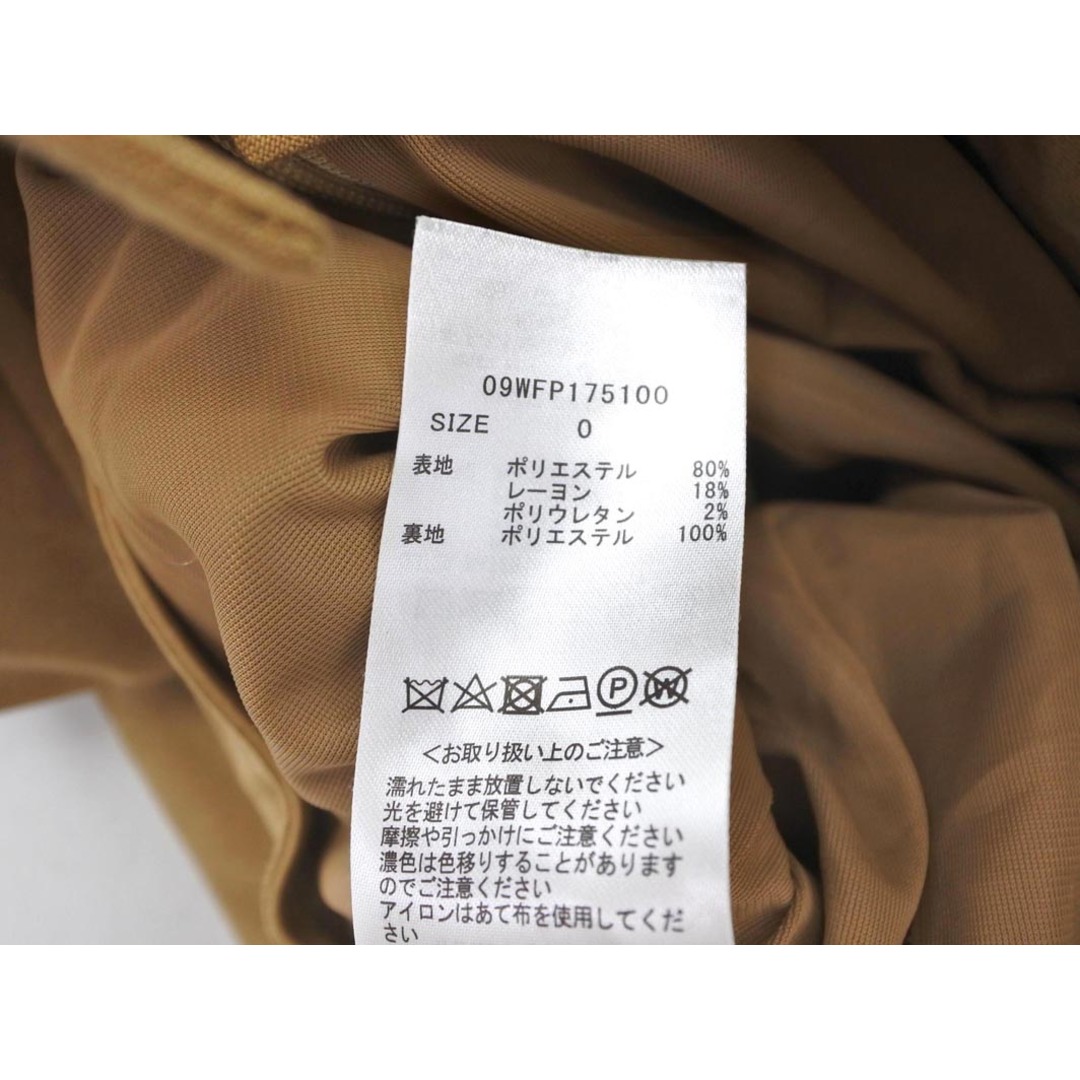 09WFP175100
SIZE 0
表地 ポリエステル 80%
レーヨン 18%
ポリウレタン 2%
裏地 ポリエステル 100%
P W
<お取り扱い上のご注意>
濡れたまま放置しないでください
光を避けて保管してください
摩擦や引っかけにご注意ください
濃色は色移りすることがあります
のでご注意ください
アイロンはあて布を使用してくだ
さい